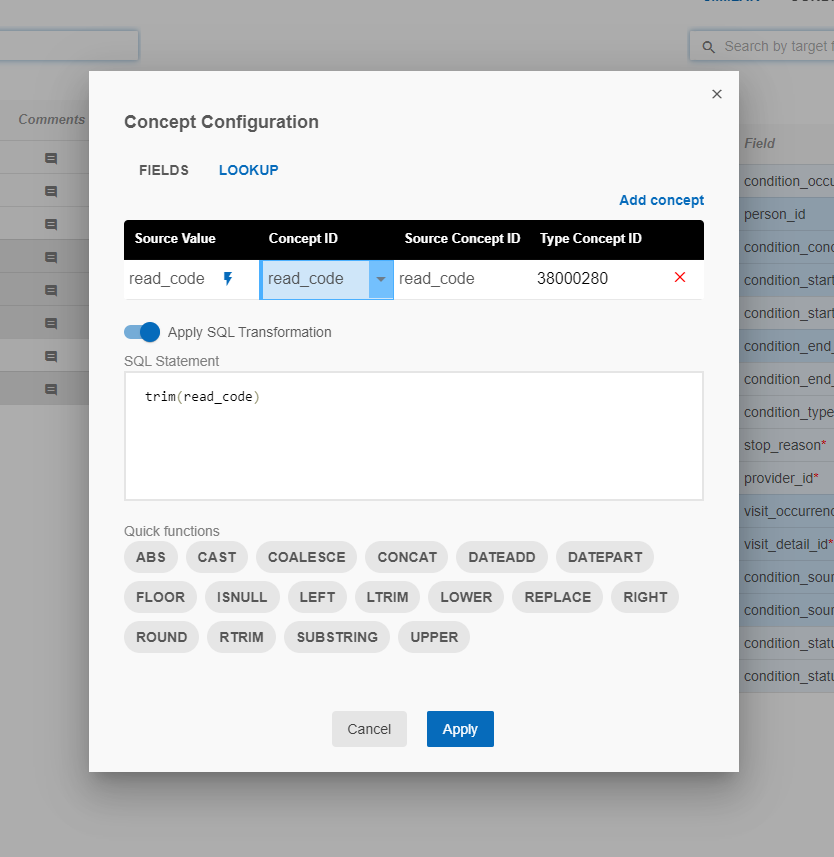 Search by target
Comments
Concept Configuration
FIELDS LOOKUP
Add concept
Source Value Concept ID Source Concept ID Type Concept ID
read_code read_code read_code 38000280
Apply SQL Transformation
SQL Statement
trim(read_code)
Quick functions
ABS CAST COALESCE CONCAT DATEADD DATEPART
FLOOR ISNULL LEFT LTRIM LOWER REPLACE RIGHT
ROUND RTRIM SUBSTRING UPPER
Cancel Apply
Field
condition_occu
person_id
condition_conc
condition_start
condition_start
condition_end_
condition_end_
condition_type
stop_reason*
provider_id*
visit_occurrenc
visit_detail_id*
condition_sour
condition_sour
condition_statu
condition_statu